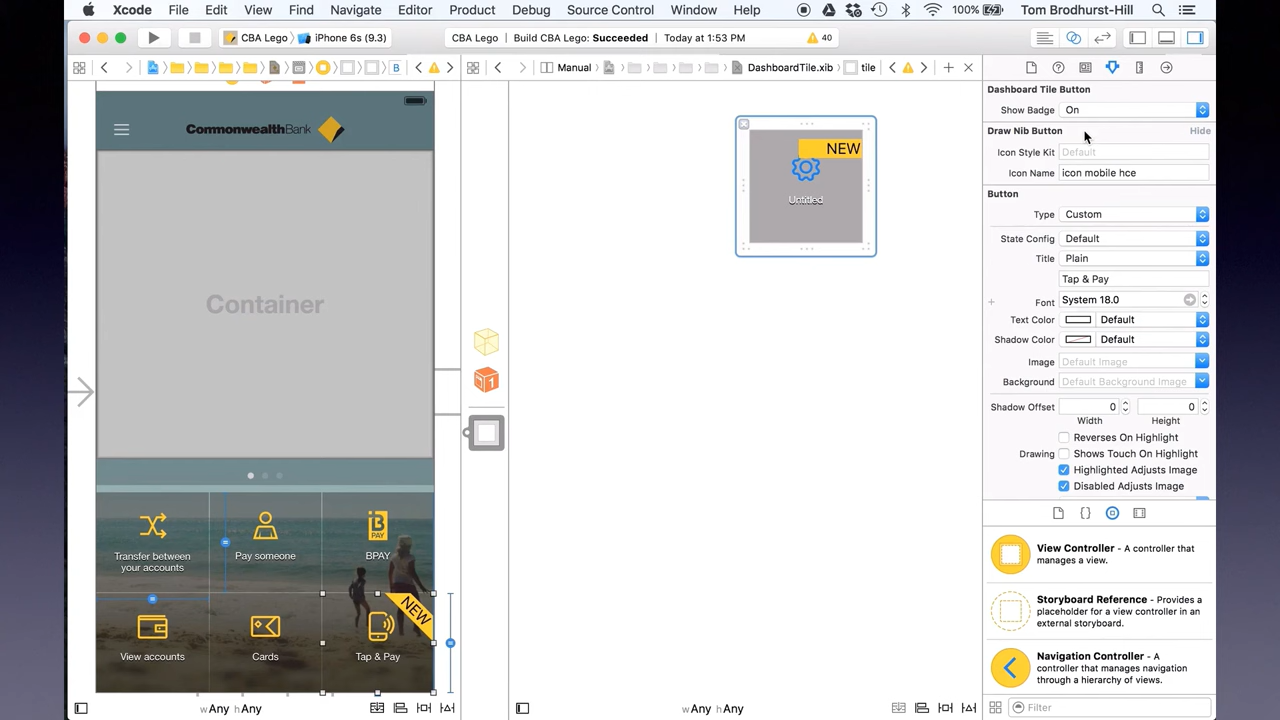 Xcode File Edit View Find Navigate Editor Product Debug Source Control Window Help 100% Tom Brodhurst-Hill
CBA Lego iPhone 6s (9.3) CBA Lego Build CBA Lego: Succeeded Today at 1:53 PM 40
B Manual DashboardTile.xib tile
CommonwealthBank
Container
Transfer between
your accounts
Pay someone
B
PAY
BPAY
View accounts
Cards
NEW
Tap & Pay
wAny hAny
NEW
Untitled
1
wAny hAny
Dashboard Tile Button
Show Badge On
Draw Nib Button Hide
Icon Style Kit Default
Icon Name icon mobile hce
Button
Type Custom
State Config Default
Title Plain
Tap & Pay
Font System 18.0
Text Color Default
Shadow Color Default
Image Default Image
Background Default Background Image
Shadow Offset 0 0
Width Height
Reverses On Highlight
Drawing Shows Touch On Highlight
Highlighted Adjusts Image
Disabled Adjusts Image
View Controller - A controller that
manages a view.
Storyboard Reference - Provides a
placeholder for a view controller in an
external storyboard.
Navigation Controller - A
controller that manages navigation
through a hierarchy of views.
Filter